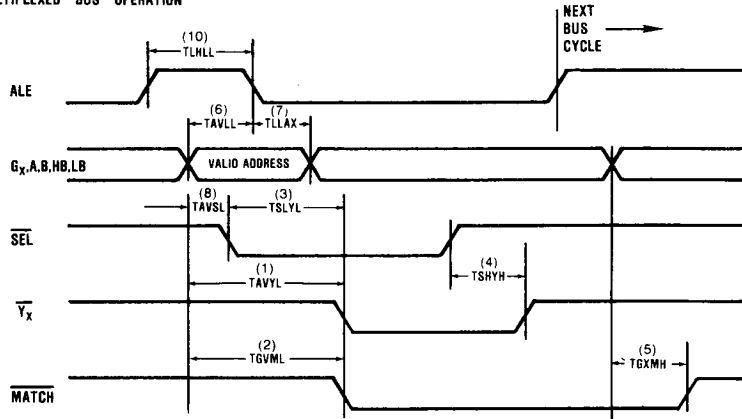 BUS OPERATION
NEXT
BUS
CYCLE
(10)
TLHLL
ALE
(6)
TAVLL
(7)
TLLAX
GX,A,B,HB,LB
VALID ADDRESS
(8)
TAVSL
(3)
TSLYL
SEL
(1)
TAVYL
(4)
TSHYH
YX
(2)
TGVML
(5)
TGXMH
MATCH